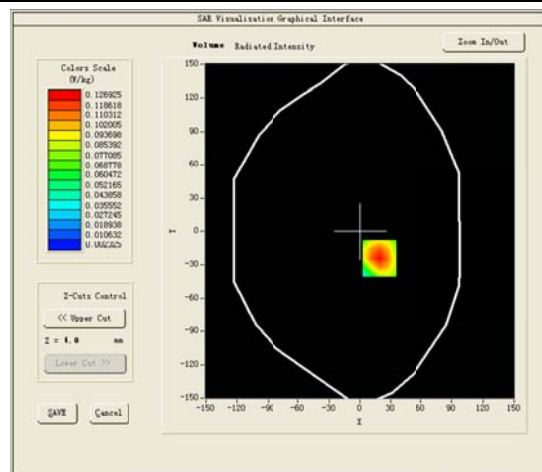 SAR Visualisation Graphical Interface
Volume Radiated Intensity
Zoom In/Out
Colors Scale
(W/kg)
0.126925
0.118618
0.110312
0.102005
0.093698
0.085392
0.077085
0.068778
0.060472
0.052165
0.043858
0.035552
0.027245
0.018938
0.010632
0.002325
Z-Cuts Control
<< Upper Cut
Z = 4.0 mm
Lower Cut >>
SAVE Cancel
150
120
90
60
30
0
-30
-60
-90
-120
-150
Y
-150 -120 -90 -60 -30 0 30 60 90 120 150
X